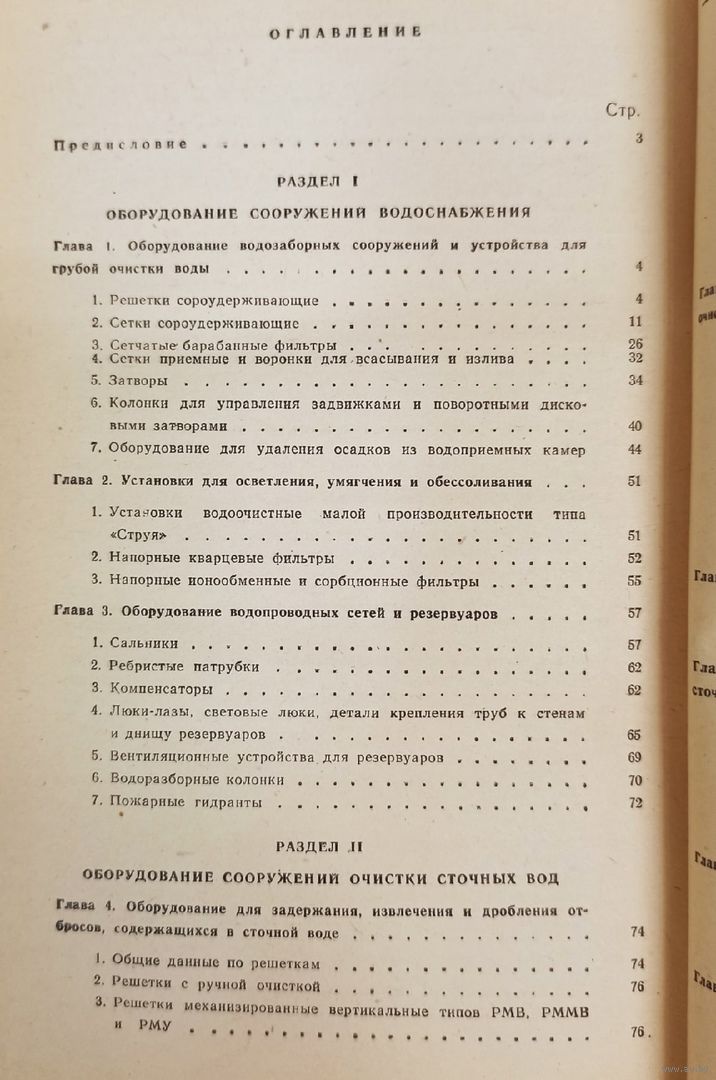 ОГЛАВЛЕНИЕ
Стр.
Предисловие . . . . . . . . . . . . . . . . . . . 3
РАЗДЕЛ I
ОБОРУДОВАНИЕ СООРУЖЕНИЙ ВОДОСНАБЖЕНИЯ
Глава 1. Оборудование водозаборных сооружений и устройства для
грубой очистки воды . . . . . . . . . . . . . . . . 4
1. Решетки сороудерживающие . . . . . . . . . . . . 4
2. Сетки сороудерживающие . . . . . . . . . . . . . 11
3. Сетчатые барабанные фильтры . . . . . . . . . . . 26
4. Сетки приемные и воронки для всасывания и излива . . . . 32
5. Затворы . . . . . . . . . . . . . . . . . . 34
6. Колонки для управления задвижками и поворотными диско-
выми затворами . . . . . . . . . . . . . . . . 40
7. Оборудование для удаления осадков из водоприемных камер 44
Глава 2. Установки для осветления, умягчения и обессоливания . . . 51
1. Установки водоочистные малой производительности типа
«Струя» . . . . . . . . . . . . . . . . . . 51
2. Напорные кварцевые фильтры . . . . . . . . . . . 52
3. Напорные ионообменные и сорбционные фильтры . . . . . 55
Глава 3. Оборудование водопроводных сетей и резервуаров . . . . . 57
1. Сальники . . . . . . . . . . . . . . . . . . 57
2. Ребристые патрубки . . . . . . . . . . . . . . 62
3. Компенсаторы . . . . . . . . . . . . . . . . 62
4. Люки-лазы, световые люки, детали крепления труб к стенам
и днищу резервуаров . . . . . . . . . . . . . . 65
5. Вентиляционные устройства для резервуаров . . . . . . . 69
6. Водоразборные колонки . . . . . . . . . . . . . 70
7. Пожарные гидранты . . . . . . . . . . . . . . 72
РАЗДЕЛ II
ОБОРУДОВАНИЕ СООРУЖЕНИЙ ОЧИСТКИ СТОЧНЫХ ВОД
Глава 4. Оборудование для задержания, извлечения и дробления от-
бросов, содержащихся в сточной воде . . . . . . . . . . . 74
1. Общие данные по решеткам . . . . . . . . . . . . 74
2. Решетки с ручной очисткой . . . . . . . . . . . . 76
3. Решетки механизированные вертикальные типов РМВ, РММВ
и РМУ . . . . . . . . . . . . . . . . . . 76
Гла
Гла
сточ
Глав
Глав